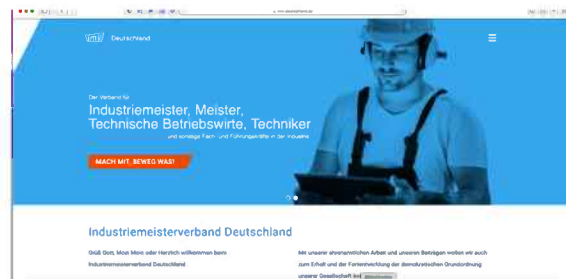 Deutschland
Der Verband für
Industriemeister, Meister,
Technische Betriebswirte, Techniker
und sonstige Fach- und Führungskräfte in der Industrie
MACH MIT, BEWEG WAS!
Industriemeisterverband Deutschland
Grüß Gott, Moin Moin oder Herzlich willkommen beim
Industriemeisterverband Deutschland.
Mit unserer ehrenamtlichen Arbeit und unseren Beiträgen wollen wir auch
zum Erhalt und der Fortentwicklung der demokratischen Grundordnung
unserer Gesellschaft bei